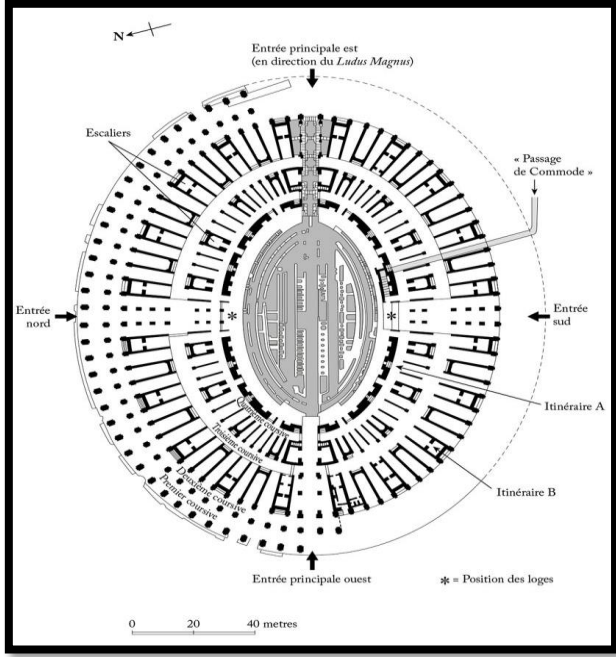 N
Entrée principale est
(en direction du Ludus Magnus)
Escaliers
« Passage
de Commode »
Entrée
nord
*
*
Entrée
sud
Itinéraire A
Quatrième coursive
Troisième coursive
Itinéraire B
Deuxième coursive
Premier coursive
Entrée principale ouest
* = Position des loges
0 20 40 metres